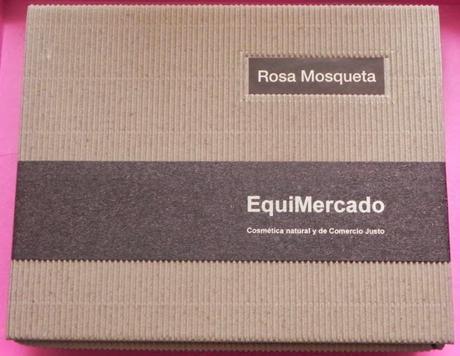 Rosa Mosqueta
EquiMercado
Cosmética natural y de Comercio Justo